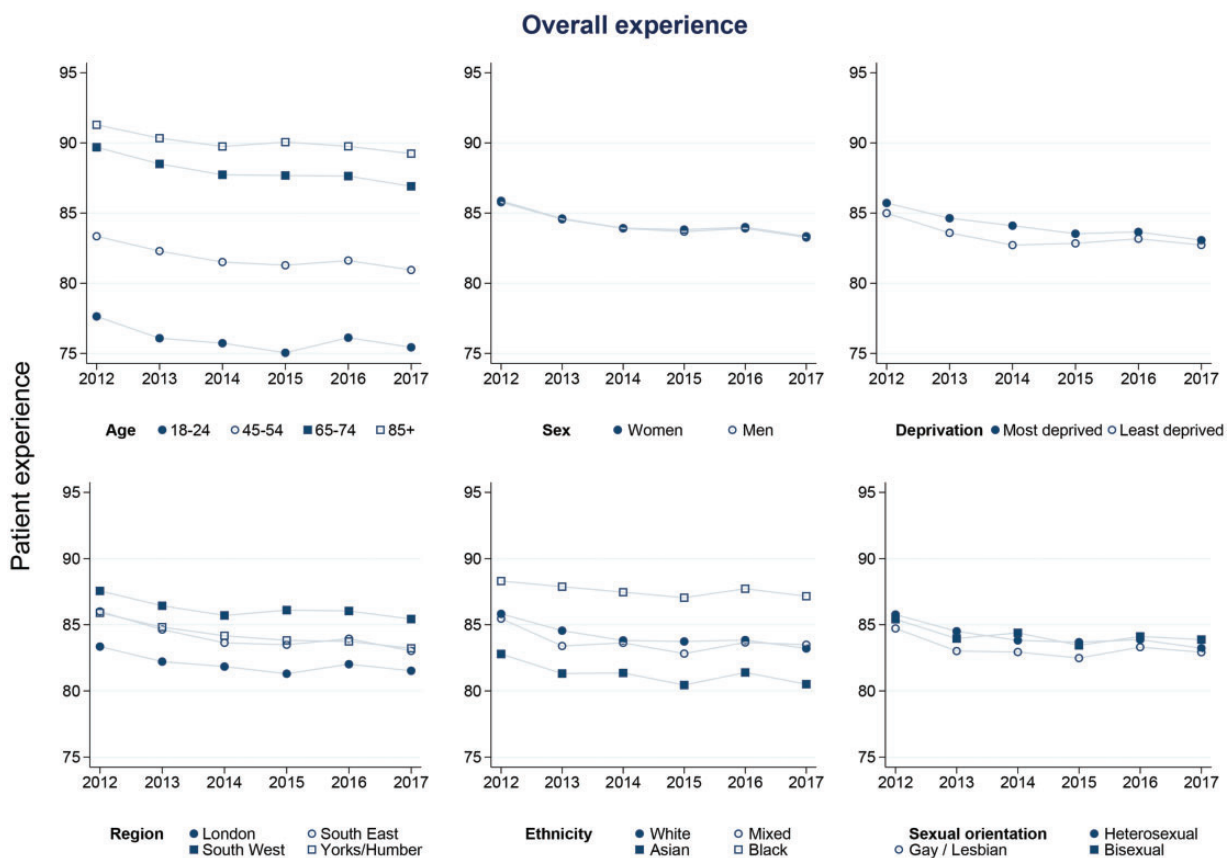 Overall experience
Patient experience
95
90
85
80
75
2012 2013 2014 2015 2016 2017
Age 18-24 45-54 65-74 85+
95
90
85
80
75
2012 2013 2014 2015 2016 2017
Sex Women Men
95
90
85
80
75
2012 2013 2014 2015 2016 2017
Deprivation Most deprived Least deprived
95
90
85
80
75
2012 2013 2014 2015 2016 2017
Region London South East
South West Yorks/Humber
95
90
85
80
75
2012 2013 2014 2015 2016 2017
Ethnicity White Mixed
Asian Black
95
90
85
80
75
2012 2013 2014 2015 2016 2017
Sexual orientation Heterosexual
Gay / Lesbian Bisexual